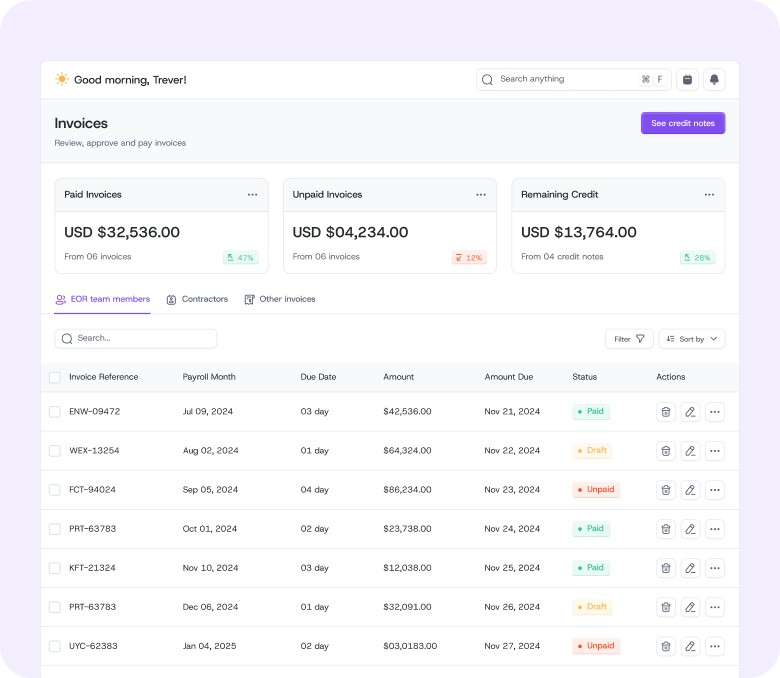 Good morning, Trever!
Search anything
⌘ F
Invoices
Review, approve and pay invoices
See credit notes
Paid Invoices
USD $32,536.00
From 06 invoices
47%
Unpaid Invoices
USD $04,234.00
From 06 invoices
12%
Remaining Credit
USD $13,764.00
From 04 credit notes
28%
EOR team members
Contractors
Other invoices
Search...
Filter
Sort by
Invoice Reference Payroll Month Due Date Amount Amount Due Status Actions
ENW-09472 Jul 09, 2024 03 day $42,536.00 Nov 21, 2024 Paid
WEX-13254 Aug 02, 2024 01 day $64,324.00 Nov 22, 2024 Draft
FCT-94024 Sep 05, 2024 04 day $86,234.00 Nov 23, 2024 Unpaid
PRT-63783 Oct 01, 2024 02 day $23,738.00 Nov 24, 2024 Paid
KFT-21324 Nov 10, 2024 03 day $12,038.00 Nov 25, 2024 Paid
PRT-63783 Dec 06, 2024 01 day $32,091.00 Nov 26, 2024 Draft
UYC-62383 Jan 04, 2025 02 day $03,0183.00 Nov 27, 2024 Unpaid